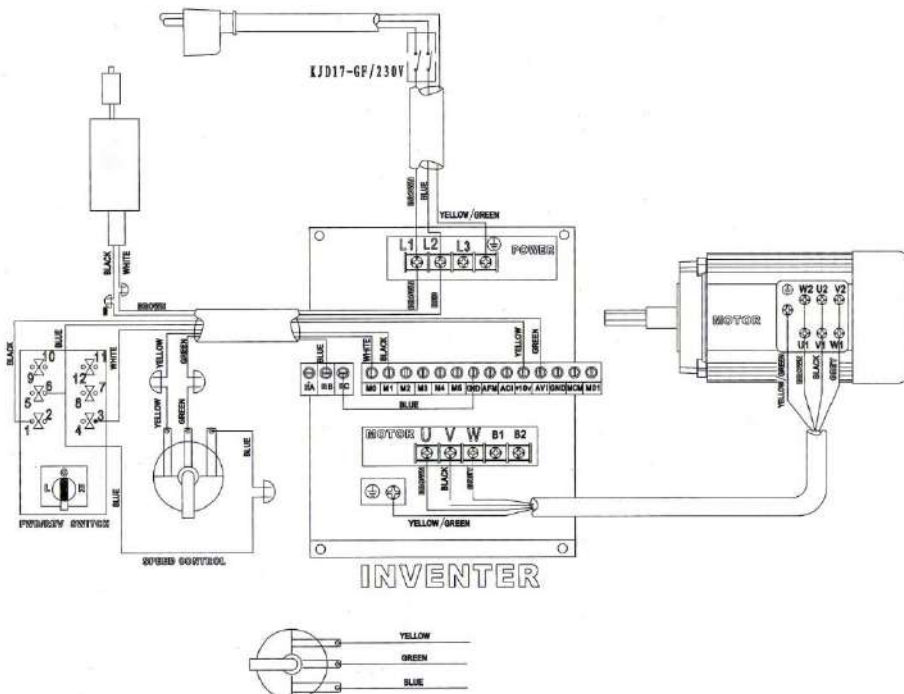 KJD17-GF/230V
BROWN
BLUE
YELLOW/GREEN
L1 L2 L3
POWER
BROWN
RED
BLACK
WHITE
BROWN
BLACK
BLUE
WHITE
YELLOW
GREEN
YELLOW
GREEN
BLUE
10
9
11
12
5
6
8
7
1
2
4
3
L
FWD/REV SWITCH
BLUE
YELLOW
GREEN
BLUE
SPEED CONTROL
WHITE
BLACK
YELLOW
GREEN
BLUE
M0 M1 M2 M3 M4 M5 GND AFM ACI +10v AVI GND MCM MO1
BLUE
MOTOR U V W B1 B2
BROWN
BLACK
GREY
YELLOW/GREEN
INVENTER
MOTOR
W2 U2 V2
U1 V1 W1
YELLOW/GREEN
BROWN
BLACK
GREY
YELLOW
GREEN
BLUE